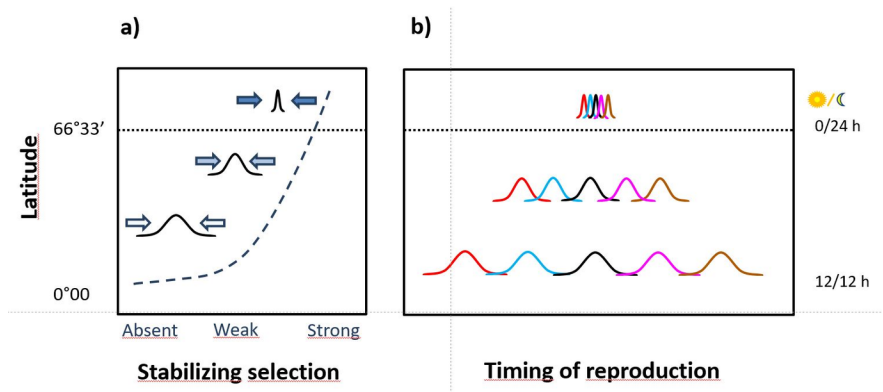 a)
b)
Latitude
66°33’
0°00
Absent Weak Strong
Stabilizing selection
Timing of reproduction
/
0/24 h
12/12 h